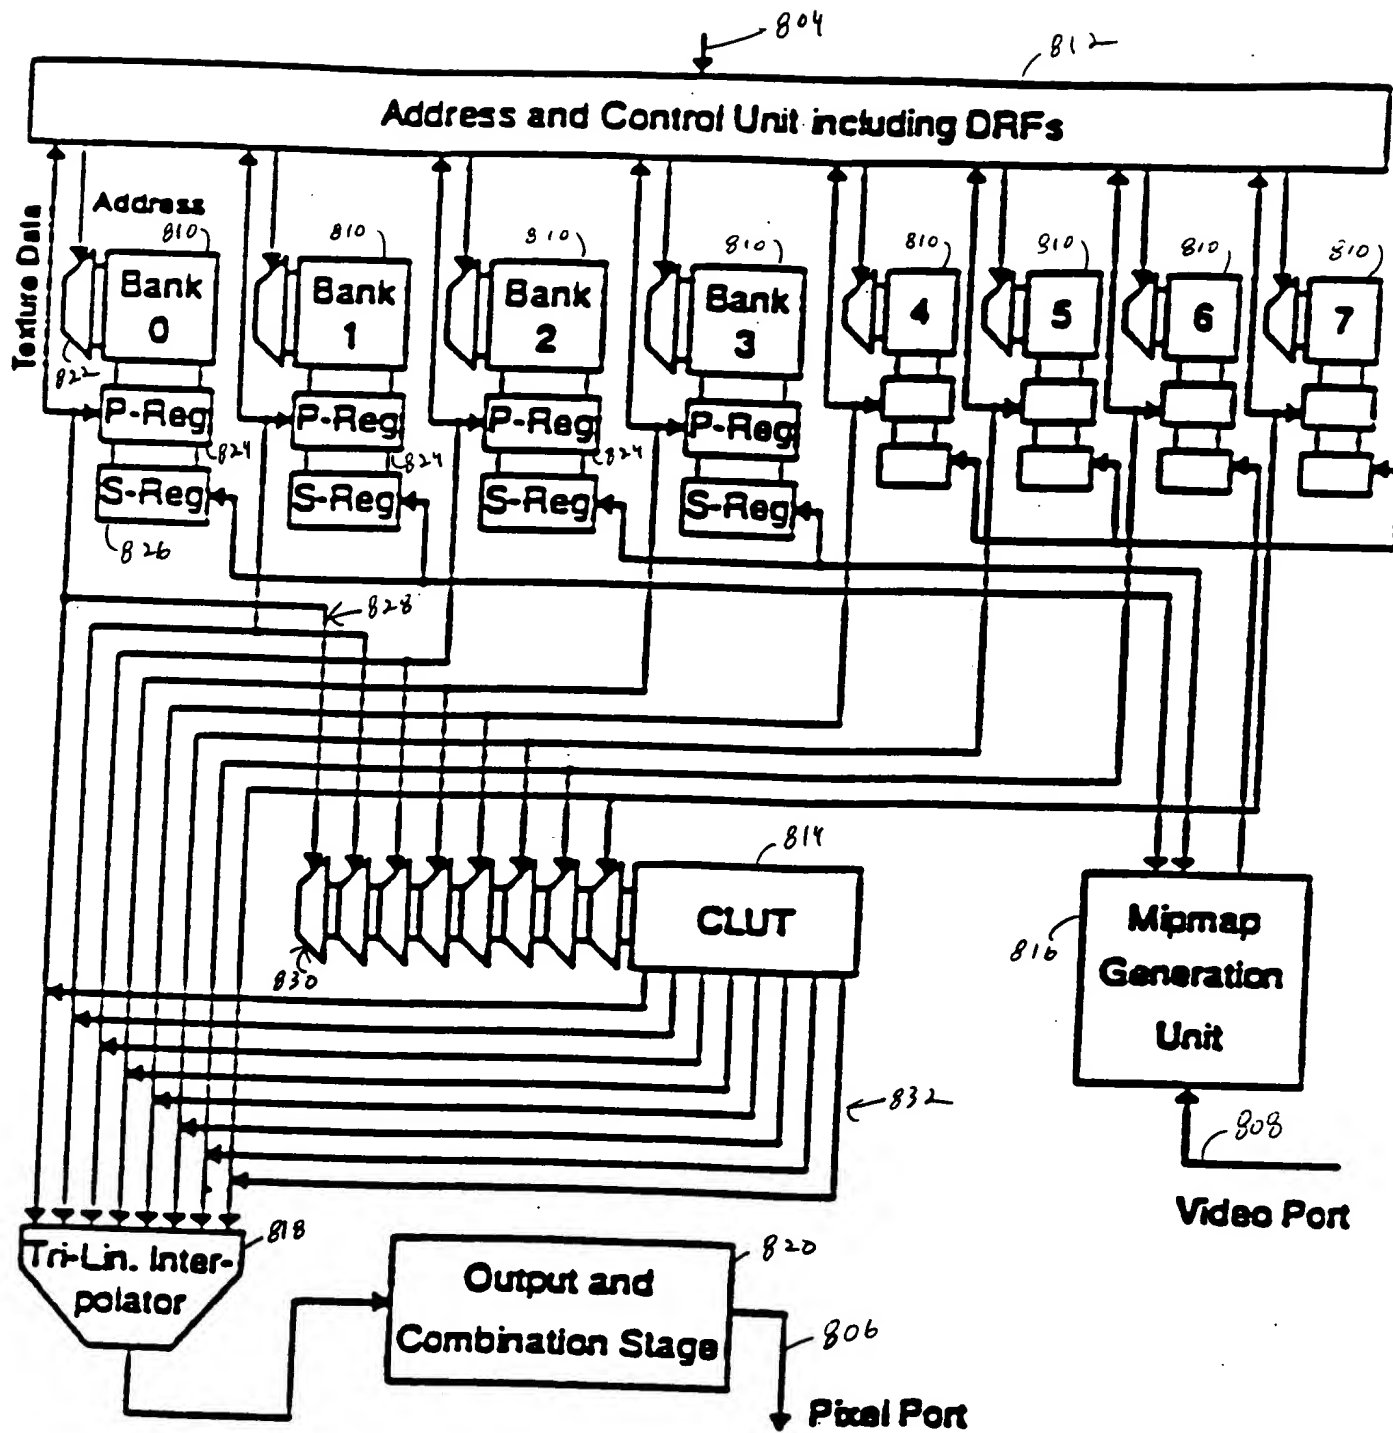 804
812
Address and Control Unit including DRFs
Texture Data
Address
810
810
810
810
810
810
810
810
Bank 0
Bank 1
Bank 2
Bank 3
4
5
6
7
822
P-Reg
P-Reg
P-Reg
P-Reg
824
824
824
S-Reg
S-Reg
S-Reg
S-Reg
826
828
814
CLUT
830
816
Mipmap
Generation
Unit
832
808
Video Port
818
Tri-Lin. Inter-
polator
820
Output and
Combination Stage
806
Pixel Port